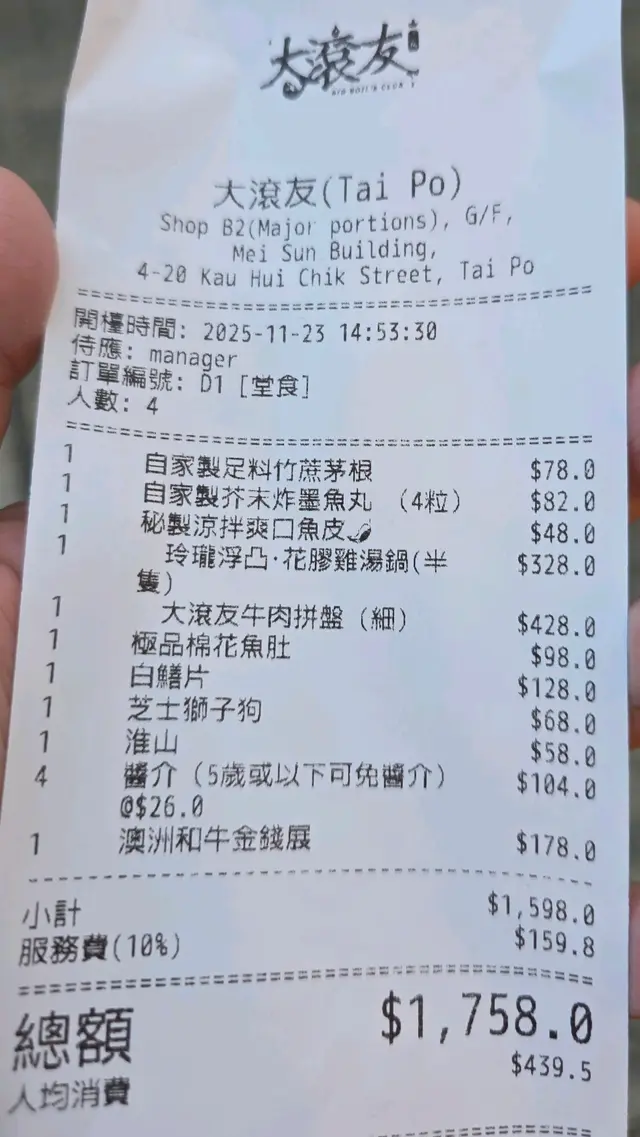 大滾友
大滾友(Tai Po)
Shop B2(Major portions), G/F,
Mei Sun Building,
4-20 Kau Hui Chik Street, Tai Po
開檯時間: 2025-11-23 14:53:30
侍應: manager
訂單編號: D1 [堂食]
人數: 4
1 自家製足料竹蔗茅根 $78.0
1 自家製芥末炸墨魚丸 (4粒) $82.0
1 秘製涼拌爽口魚皮🌶 $48.0
1 玲瓏浮凸·花膠雞湯鍋(半 $328.0
隻)
1 大滾友牛肉拼盤 (細) $428.0
1 極品棉花魚肚 $98.0
1 白鱔片 $128.0
1 芝士獅子狗 $68.0
1 淮山 $58.0
4 醬介 (5歲或以下可免醬介) $104.0
@$26.0
1 澳洲和牛金錢展 $178.0
小計 $1,598.0
服務費(10%) $159.8
總額 $1,758.0
人均消費 $439.5